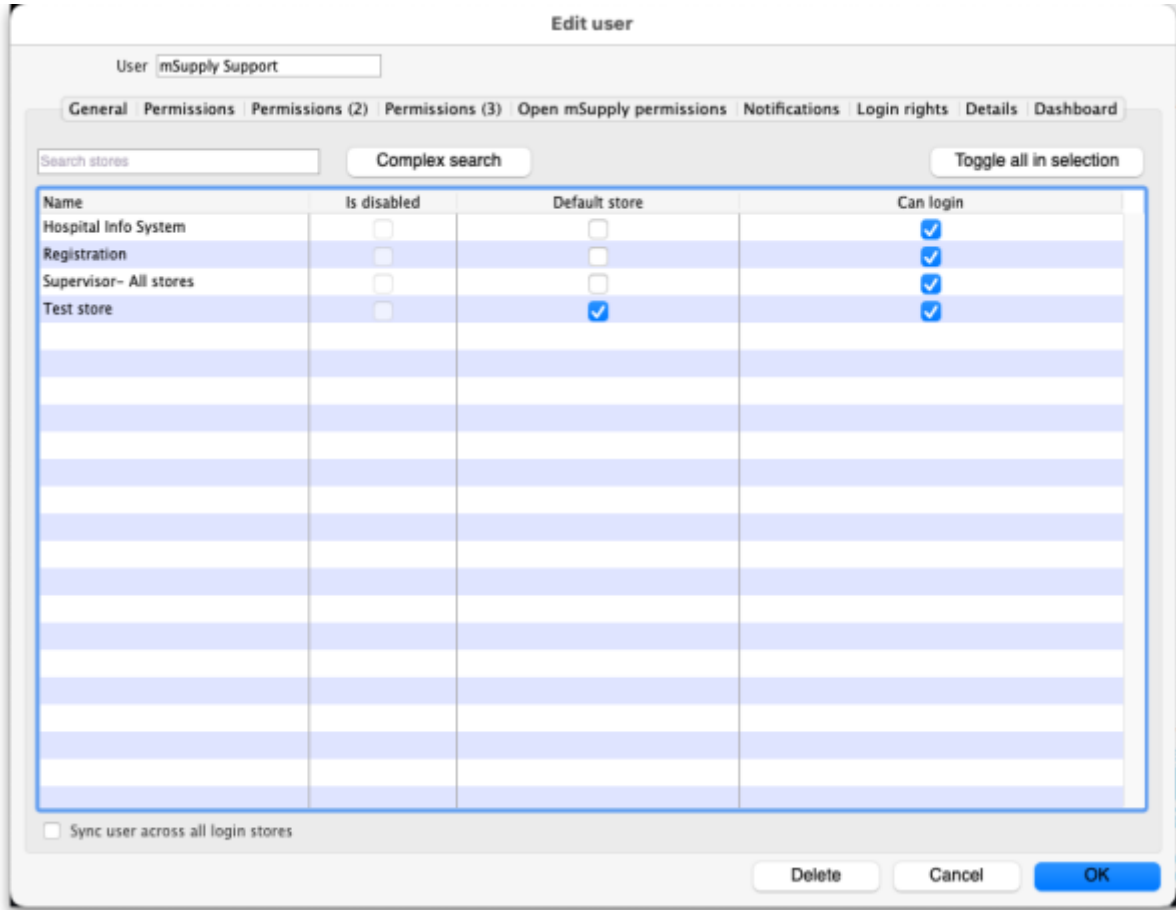 Edit user
User mSupply Support
General Permissions Permissions (2) Permissions (3) Open mSupply permissions Notifications Login rights Details Dashboard
Search stores Complex search Toggle all in selection
Name Is disabled Default store Can login
Hospital Info System
Registration
Supervisor- All stores
Test store
Sync user across all login stores
Delete Cancel OK